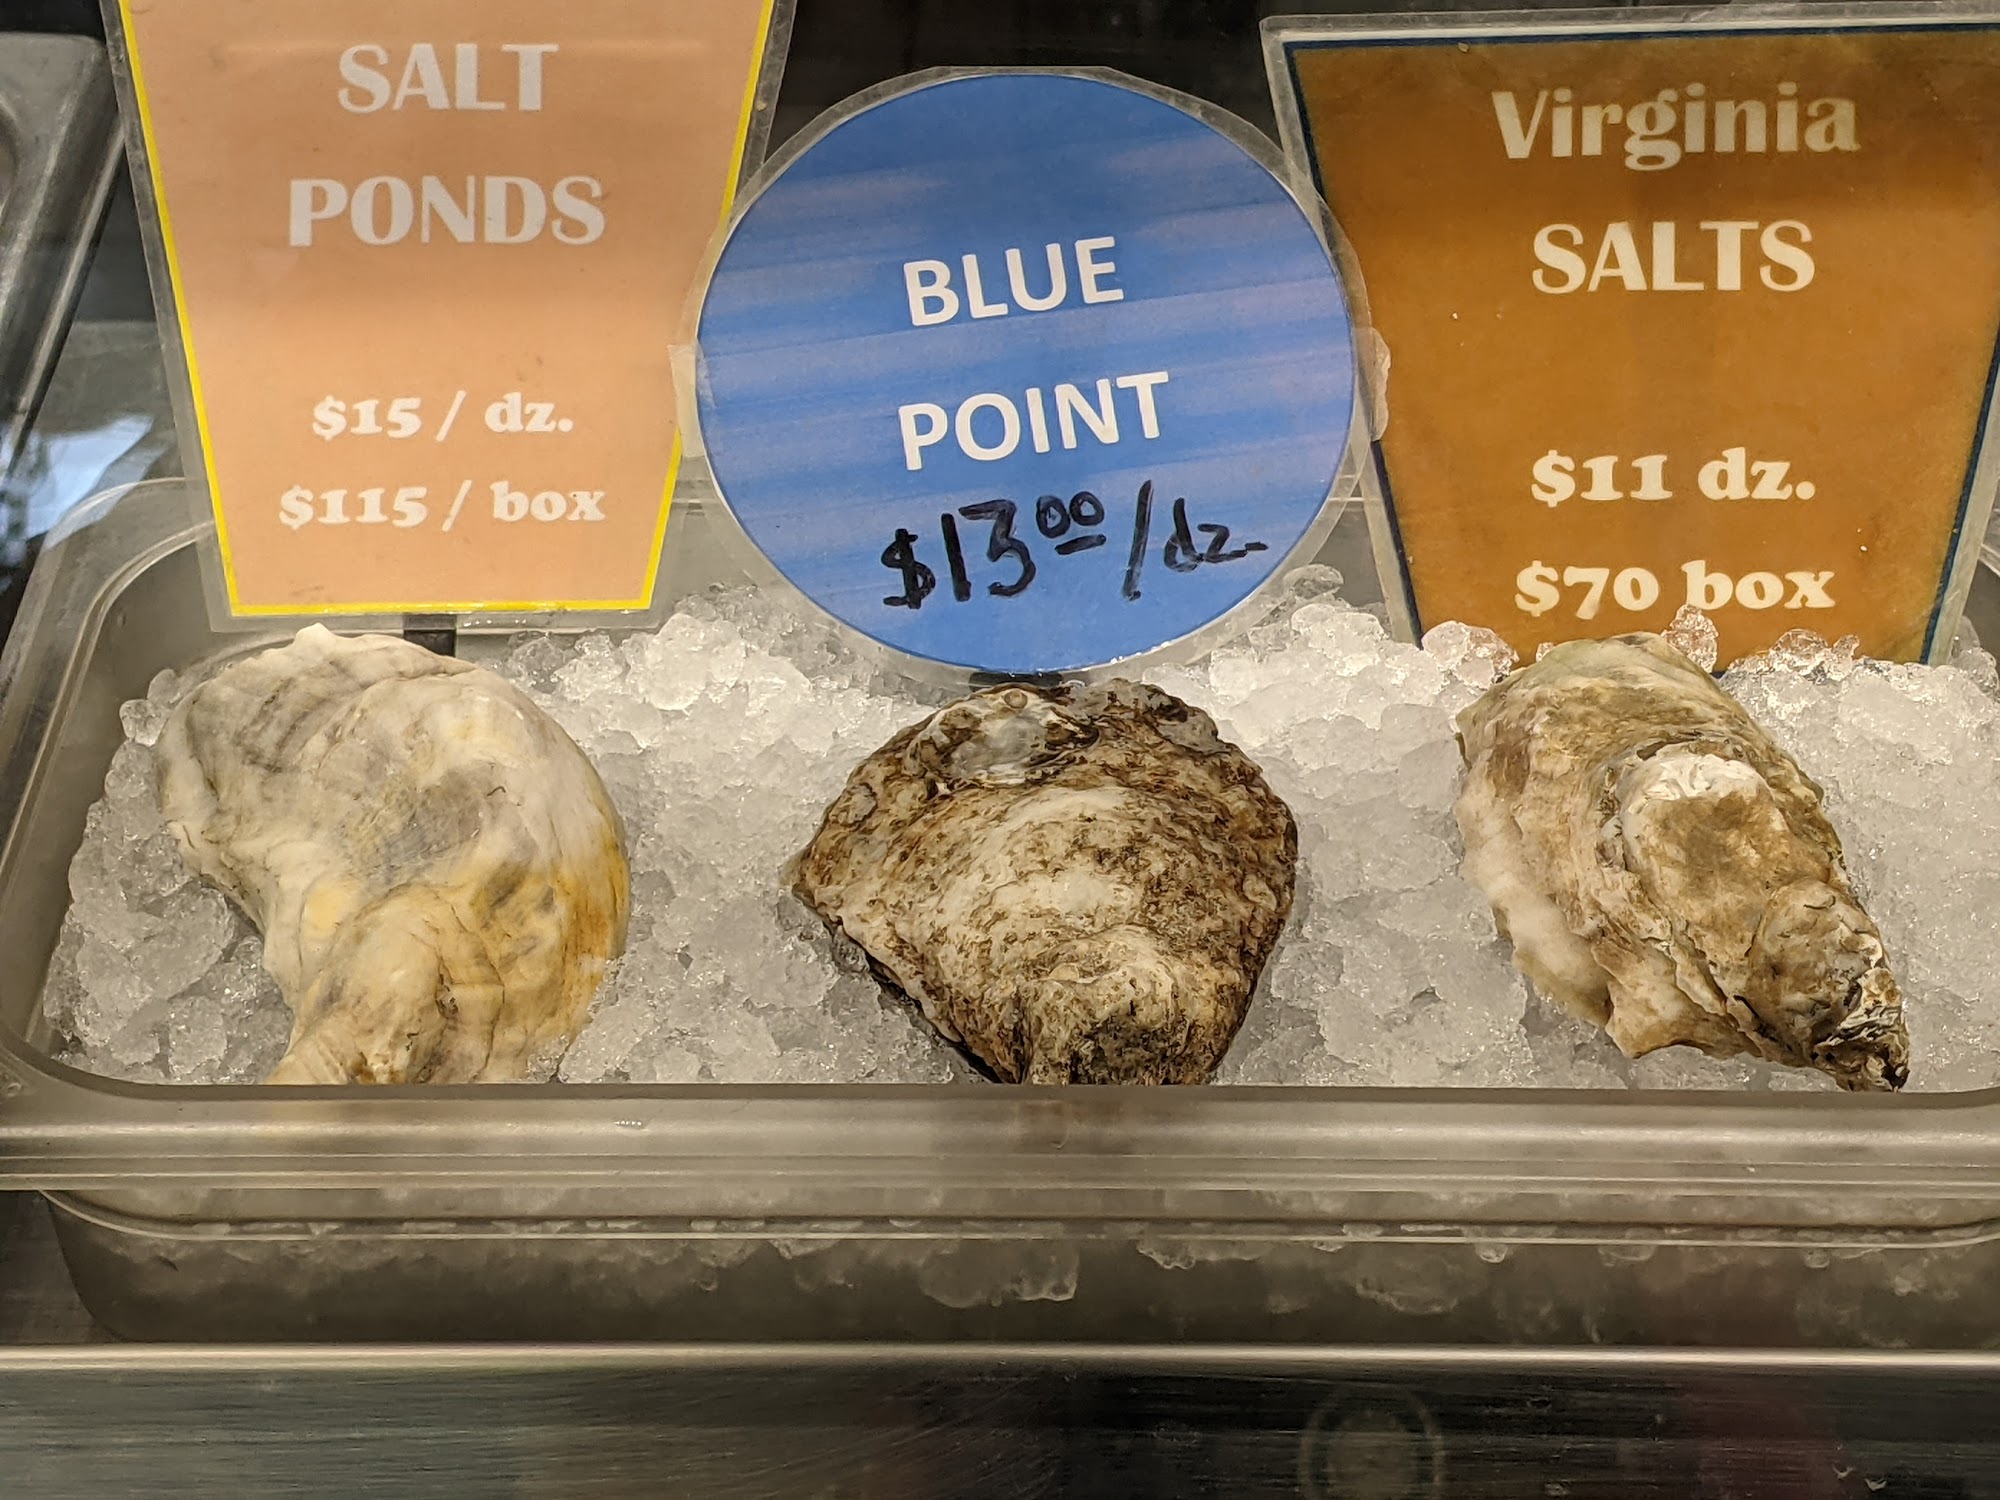 SALT
PONDS
$15 / dz.
$115 / box
BLUE
POINT
$13.00/dz.
Virginia
SALTS
$11 dz.
$70 box